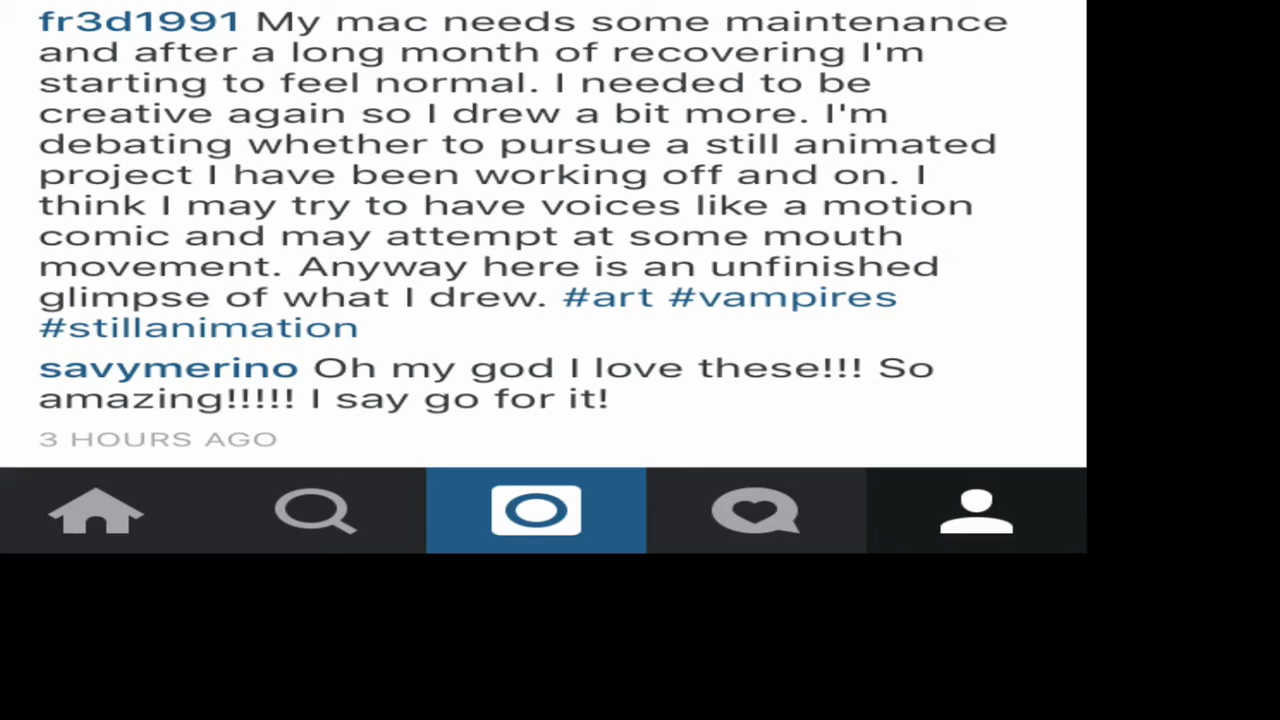 fr3d1991 My mac needs some maintenance
and after a long month of recovering I'm
starting to feel normal. I needed to be
creative again so I drew a bit more. I'm
debating whether to pursue a still animated
project I have been working off and on. I
think I may try to have voices like a motion
comic and may attempt at some mouth
movement. Anyway here is an unfinished
glimpse of what I drew. #art #vampires
#stillanimation
savymerino Oh my god I love these!!! So
amazing!!!!! I say go for it!
3 HOURS AGO